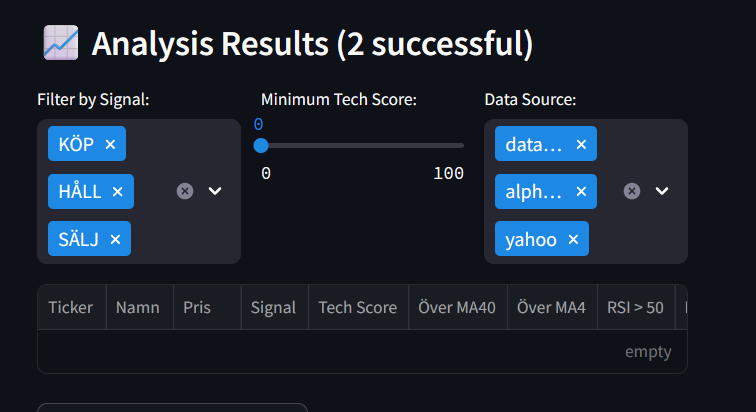 Analysis Results (2 successful)
Filter by Signal:
Minimum Tech Score:
Data Source:
KÖP
HÅLL
SÄLJ
0
0 100
data...
alph...
yahoo
Ticker Namn Pris Signal Tech Score Över MA40 Över MA4 RSI > 50
empty